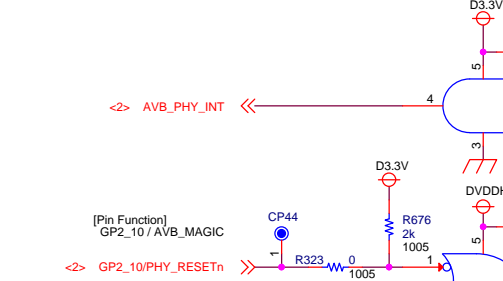 D3.3V
5
<2> AVB_PHY_INT
4
3
D3.3V
DVDDH
[Pin Function]
GP2_10 / AVB_MAGIC
CP44
R676
2k
1005
5
1
<2> GP2_10/PHY_RESETn
R323
0
1005
1